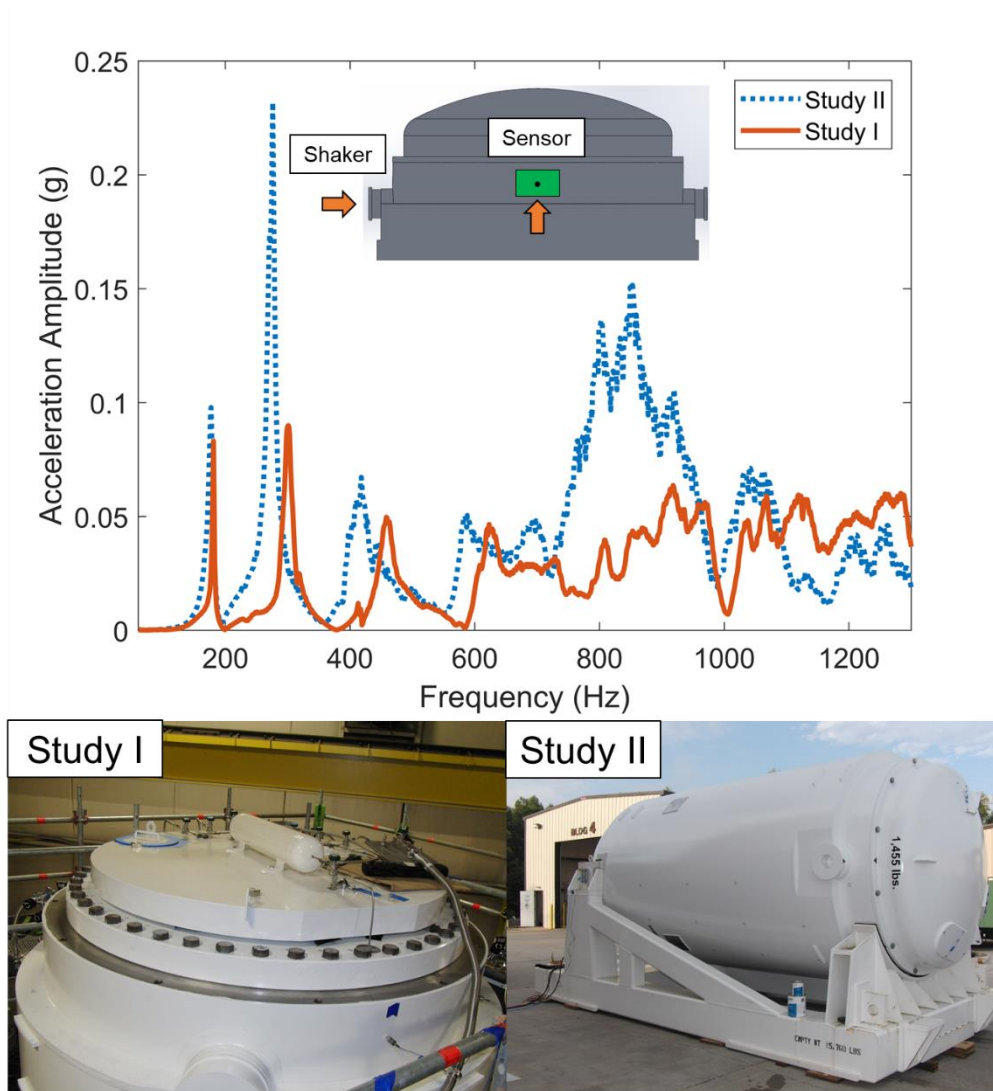 0.25
0.2
0.15
0.1
0.05
0
200
400
600
800
1000
1200
Acceleration Amplitude (g)
Frequency (Hz)
Study II
Study I
Shaker
Sensor
Study I
Study II
BLDG 4
1,455 lbs.
EMPTY WT 15,760 LBS